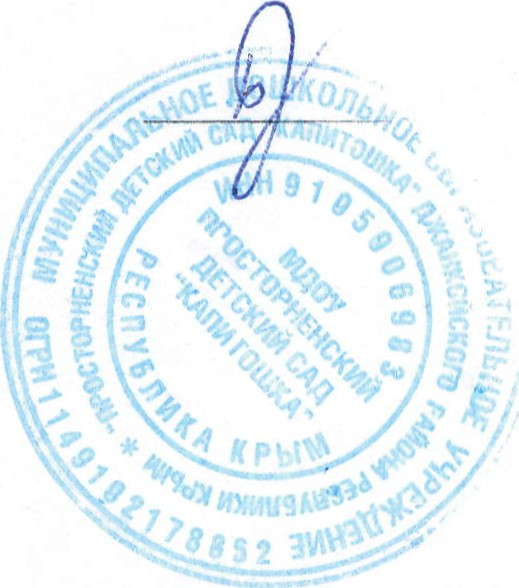 МУНИЦИПАЛЬНОЕ ДОШКОЛЬНОЕ ОБРАЗОВАТЕЛЬНОЕ УЧРЕЖДЕНИЕ
ОГРН 1149102178852
"ПРОСТОРНЕНСКИЙ ДЕТСКИЙ САД "КАПИТОШКА" ДЖАНКОЙСКОГО РАЙОНА РЕСПУБЛИКИ КРЫМ *
ИНН 9105006983
РЕСПУБЛИКА КРЫМ
МДОУ
ПРОСТОРНЕНСКИЙ
ДЕТСКИЙ САД
"КАПИТОШКА"